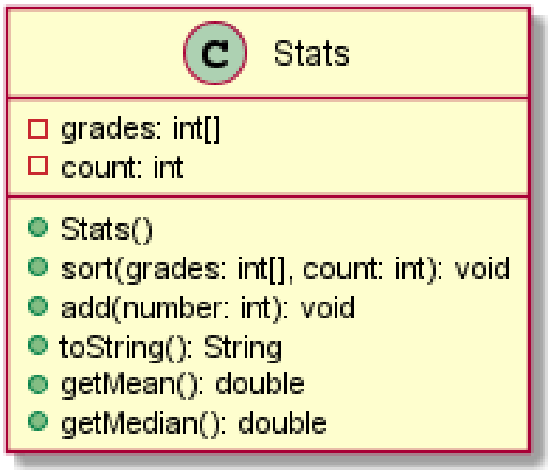 C Stats
grades: int[]
count: int
Stats()
sort(grades: int[], count: int): void
add(number: int): void
toString(): String
getMean(): double
getMedian(): double